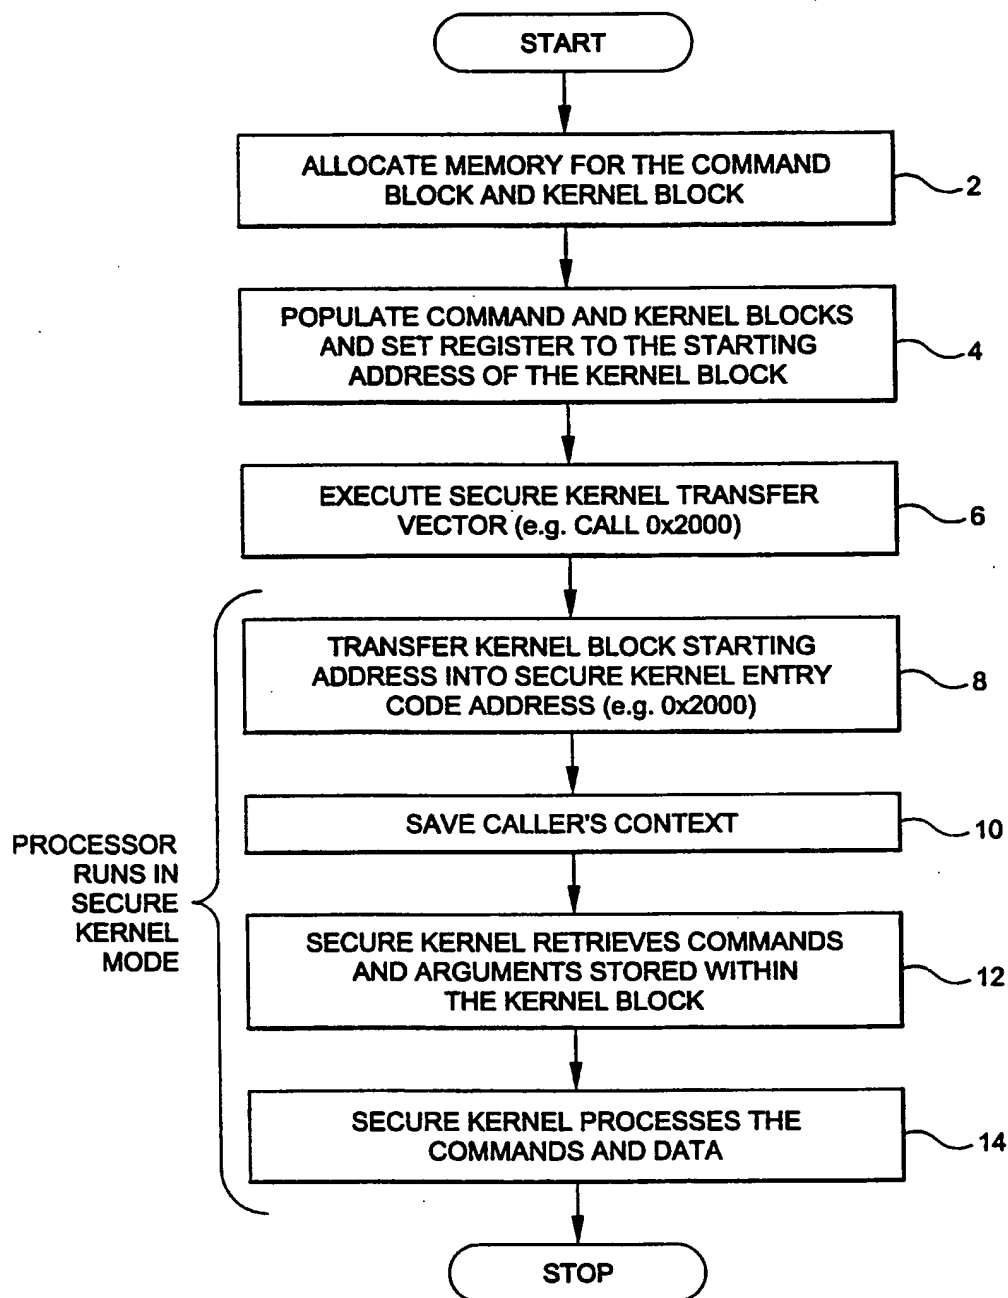 START
ALLOCATE MEMORY FOR THE COMMAND
BLOCK AND KERNEL BLOCK
2
POPULATE COMMAND AND KERNEL BLOCKS
AND SET REGISTER TO THE STARTING
ADDRESS OF THE KERNEL BLOCK
4
EXECUTE SECURE KERNEL TRANSFER
VECTOR (e.g. CALL 0x2000)
6
TRANSFER KERNEL BLOCK STARTING
ADDRESS INTO SECURE KERNEL ENTRY
CODE ADDRESS (e.g. 0x2000)
8
SAVE CALLER'S CONTEXT
10
PROCESSOR
RUNS IN
SECURE
KERNEL
MODE
SECURE KERNEL RETRIEVES COMMANDS
AND ARGUMENTS STORED WITHIN
THE KERNEL BLOCK
12
SECURE KERNEL PROCESSES THE
COMMANDS AND DATA
14
STOP